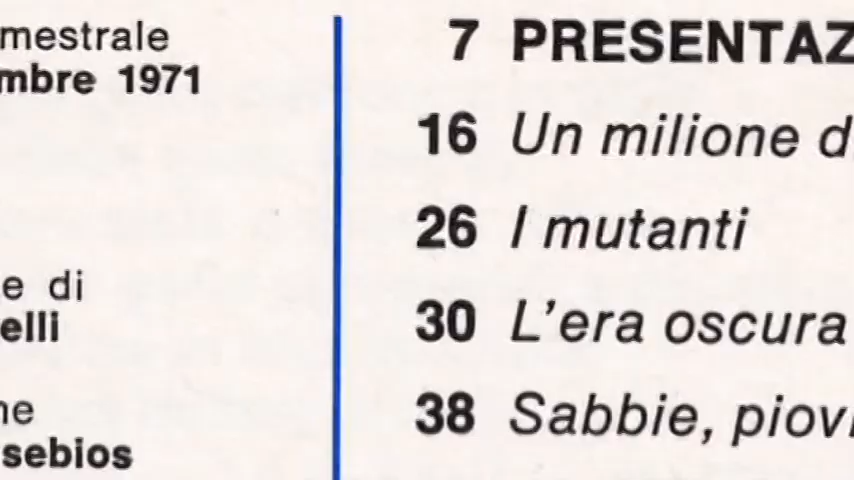 mestrale
mbre 1971
e di
elli
ne
sebios
7 PRESENTAZ
16 Un milione d
26 I mutanti
30 L'era oscura
38 Sabbie, piov